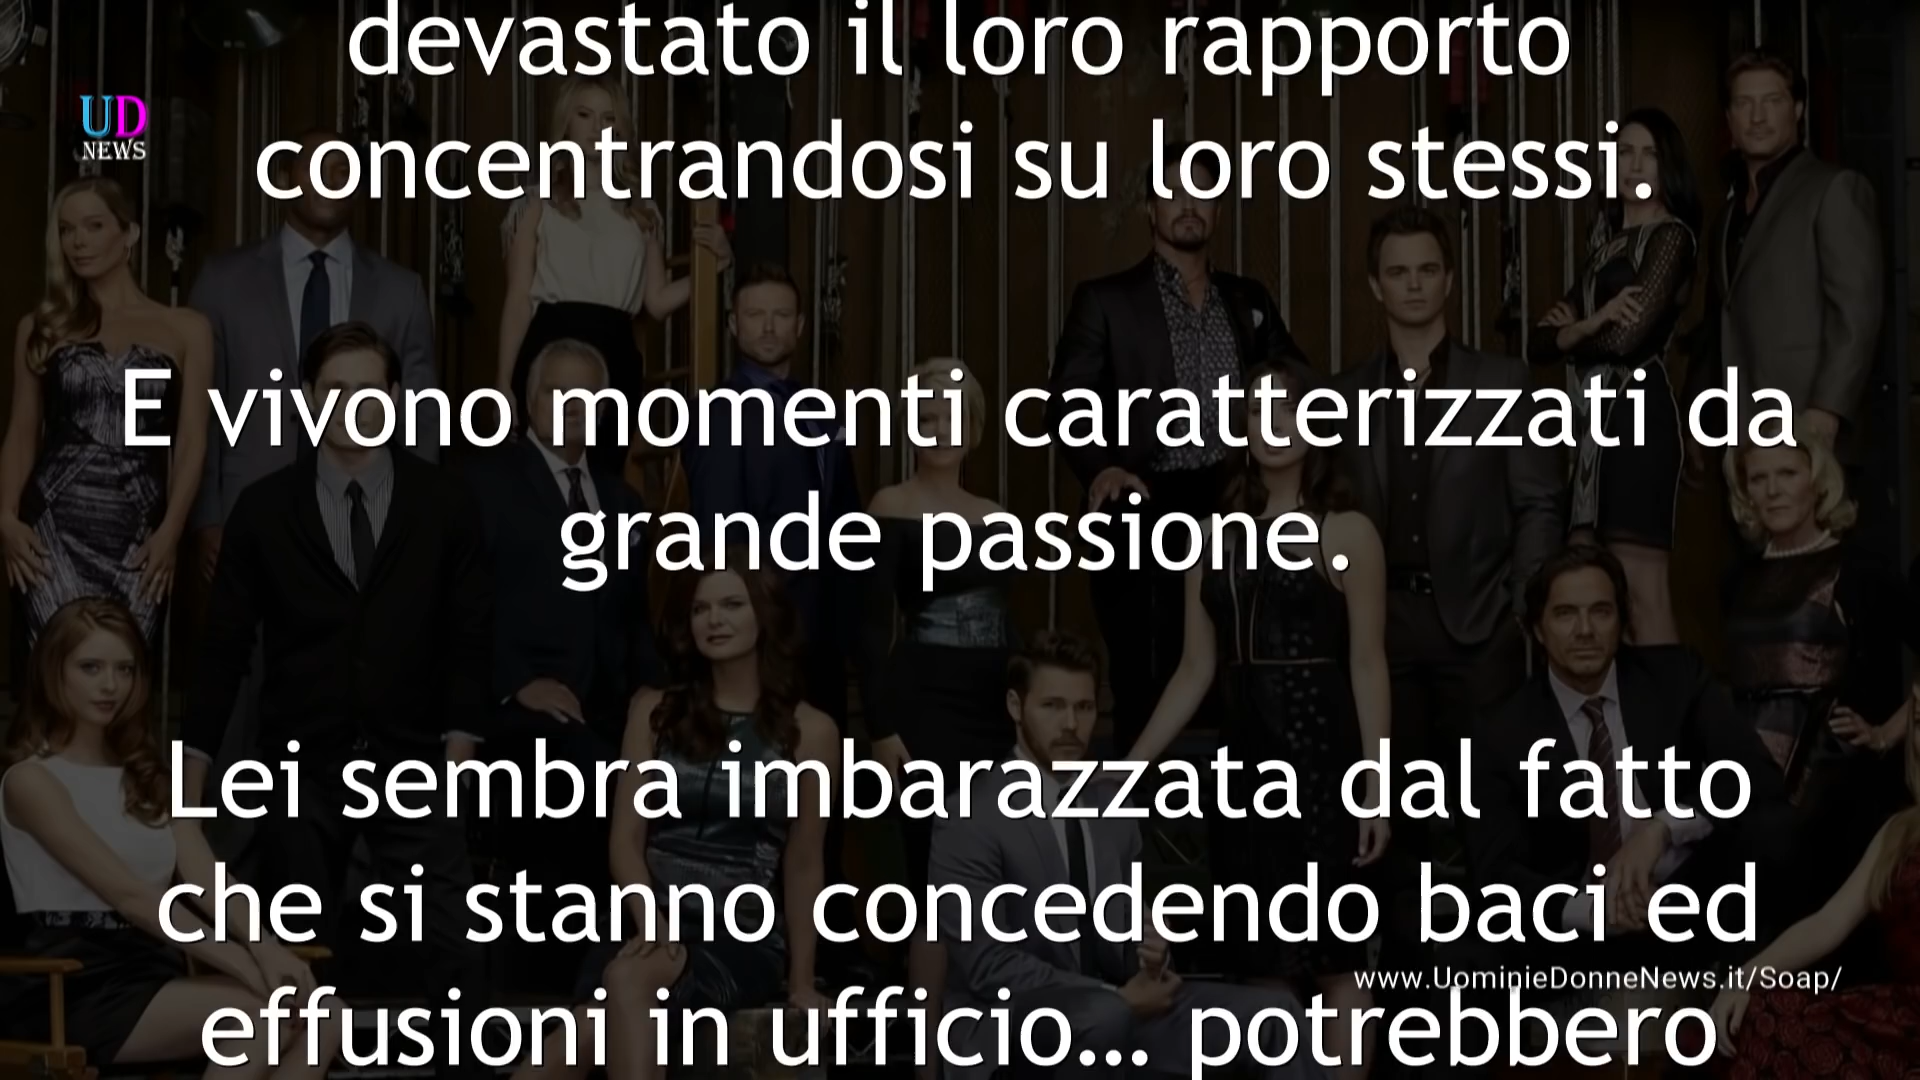 devastato il loro rapporto
UD
NEWS
concentrandosi su loro stessi.
E vivono momenti caratterizzati da
grande passione.
Lei sembra imbarazzata dal fatto
che si stanno concedendo baci ed
www.UominieDonneNews.it/Soap/
effusioni in ufficio... potrebbero